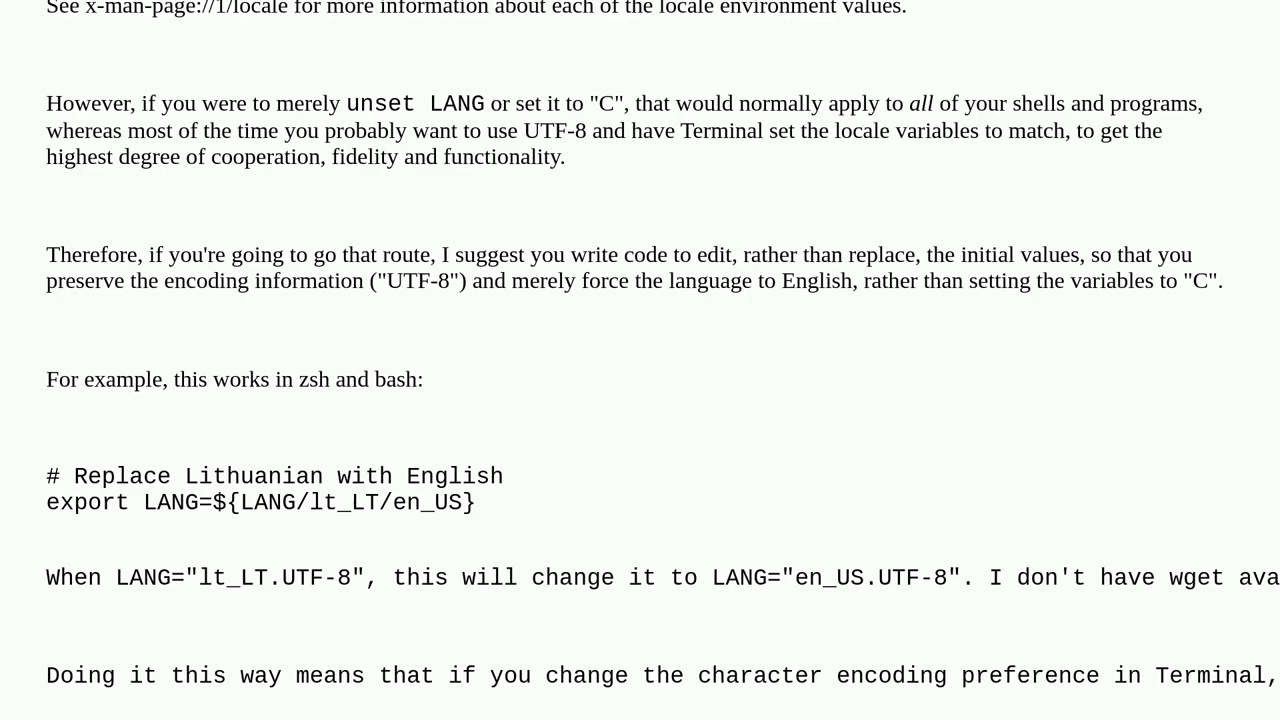 See x-man-page://1/locale for more information about each of the locale environment values.
However, if you were to merely unset LANG or set it to "C", that would normally apply to all of your shells and programs,
whereas most of the time you probably want to use UTF-8 and have Terminal set the locale variables to match, to get the
highest degree of cooperation, fidelity and functionality.
Therefore, if you're going to go that route, I suggest you write code to edit, rather than replace, the initial values, so that you
preserve the encoding information ("UTF-8") and merely force the language to English, rather than setting the variables to "C".
For example, this works in zsh and bash:
# Replace Lithuanian with English
export LANG=${LANG/lt_LT/en_US}
When LANG="lt_LT.UTF-8", this will change it to LANG="en_US.UTF-8". I don't have wget ava
Doing it this way means that if you change the character encoding preference in Terminal,